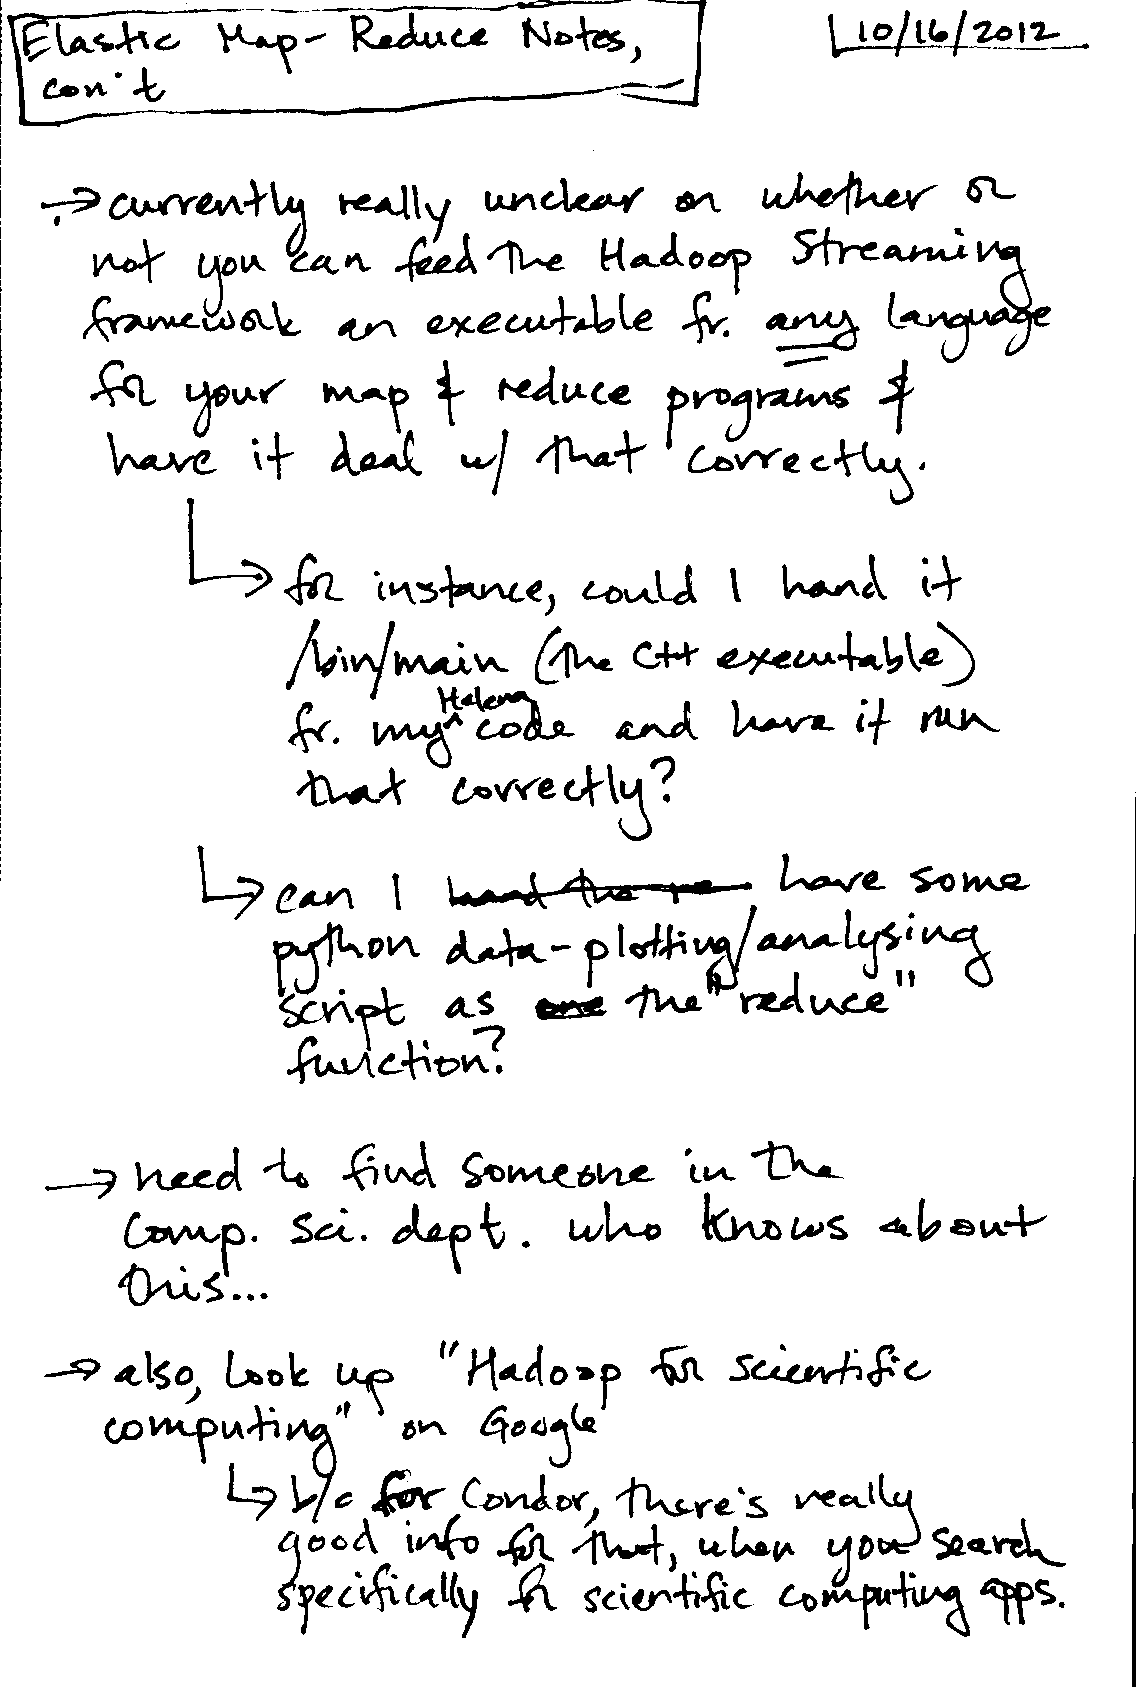 Elastic Map-Reduce Notes,
con't
10/16/2012
→ currently really unclear on whether or
not you can feed the Hadoop Streaming
framework an executable fr. any language
for your map & reduce programs &
have it deal w/ that correctly.
↳ for instance, could I hand it
/bin/main (the C++ executable)
Helena
fr. my ^ code and have it run
that correctly?
↳ can I hand the re have some
python data-plotting/analysing
script as one the "reduce"
function?
→ need to find someone in the
Comp. Sci. dept. who knows about
this...
→ also, look up "Hadoop for scientific
computing" on Google
↳ b/c for Condor, there's really
good info for that, when you search
specifically for scientific computing apps.